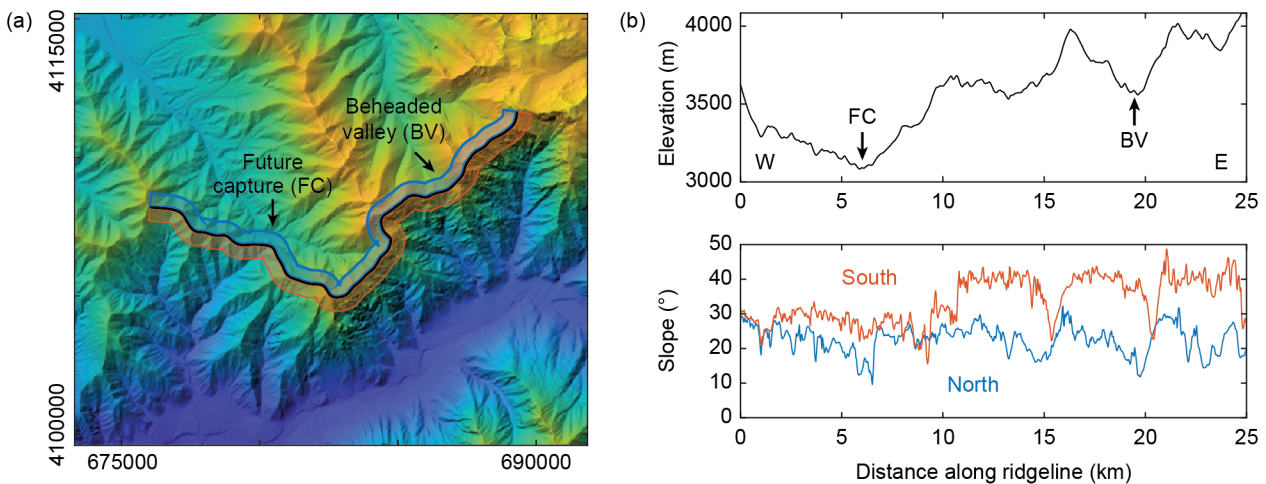 (a)
4115000
4100000
675000
690000
Beheaded
valley (BV)
Future
capture (FC)
(b)
Elevation (m)
4000
3500
3000
FC
BV
W
E
0
5
10
15
20
25
Slope (°)
50
40
30
20
10
0
South
North
0
5
10
15
20
25
Distance along ridgeline (km)